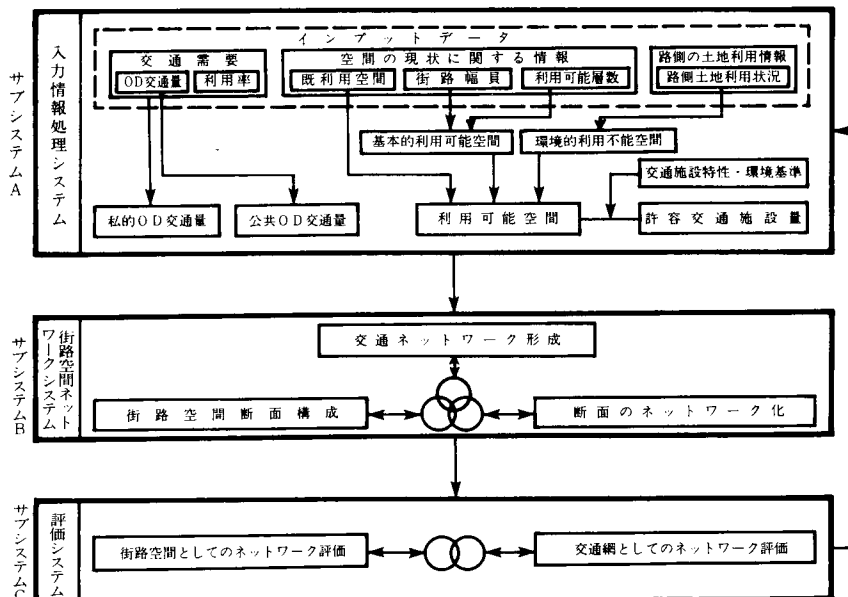 サブシステムA
入力情報処理システム
インプットデータ
交通需要
OD交通量
利用率
空間の現状に関する情報
既利用空間
街路幅員
利用可能層数
路側の土地利用情報
路側土地利用状況
基本的利用可能空間
環境的利用不能空間
交通施設特性・環境基準
私的OD交通量
公共OD交通量
利用可能空間
許容交通施設量
サブシステムB
街路空間ネット
ワークシステム
交通ネットワーク形成
街路空間断面構成
断面のネットワーク化
サブシステムC
評価システム
街路空間としてのネットワーク評価
交通網としてのネットワーク評価